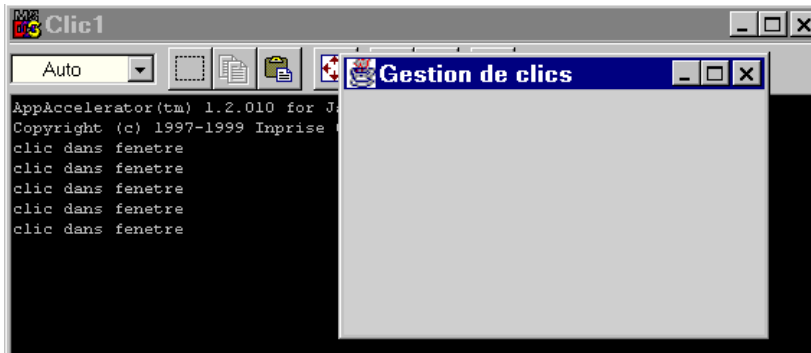 Clic1
Auto
Gestion de clics
AppAccelerator(tm) 1.2.010 for
Copyright (c) 1997-1999 Inprise
clic dans fenetre
clic dans fenetre
clic dans fenetre
clic dans fenetre
clic dans fenetre